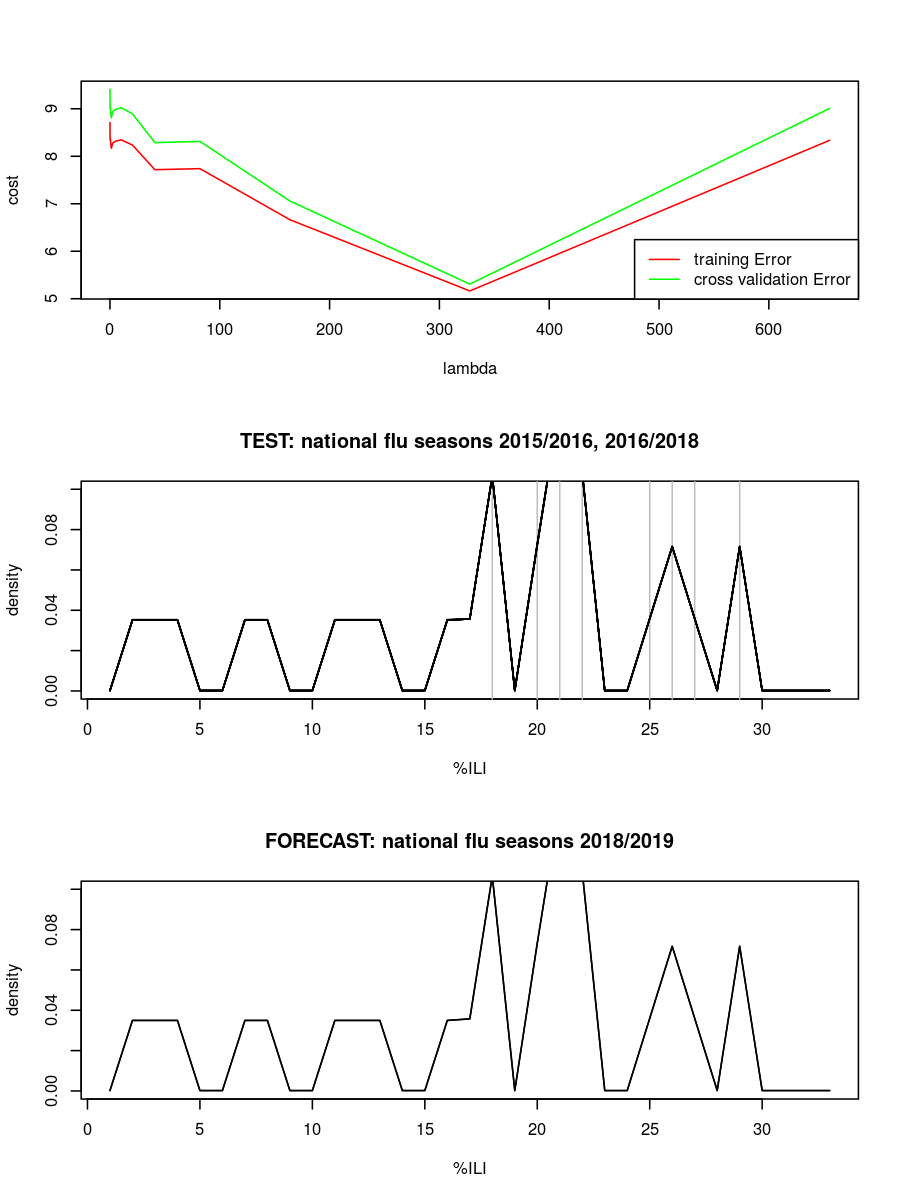 cost
9
8
7
6
5
training Error
cross validation Error
0 100 200 300 400 500 600
lambda
TEST: national flu seasons 2015/2016, 2016/2018
density
0.08
0.04
0.00
0 5 10 15 20 25 30
%ILI
FORECAST: national flu seasons 2018/2019
density
0.08
0.04
0.00
0 5 10 15 20 25 30
%ILI